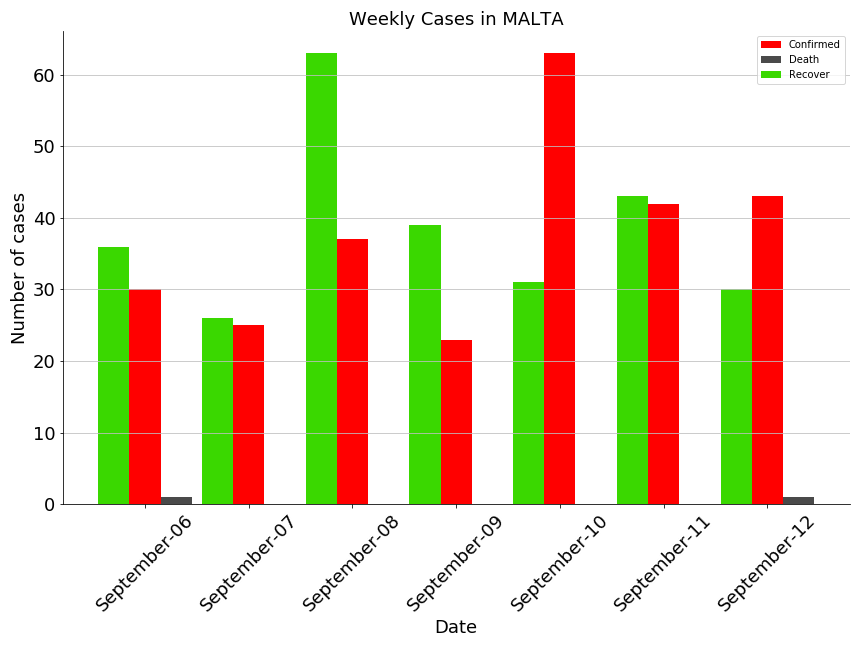 Weekly Cases in MALTA
Confirmed
Death
Recover
Number of cases
60
50
40
30
20
10
0
September-06
September-07
September-08
September-09
September-10
September-11
September-12
Date